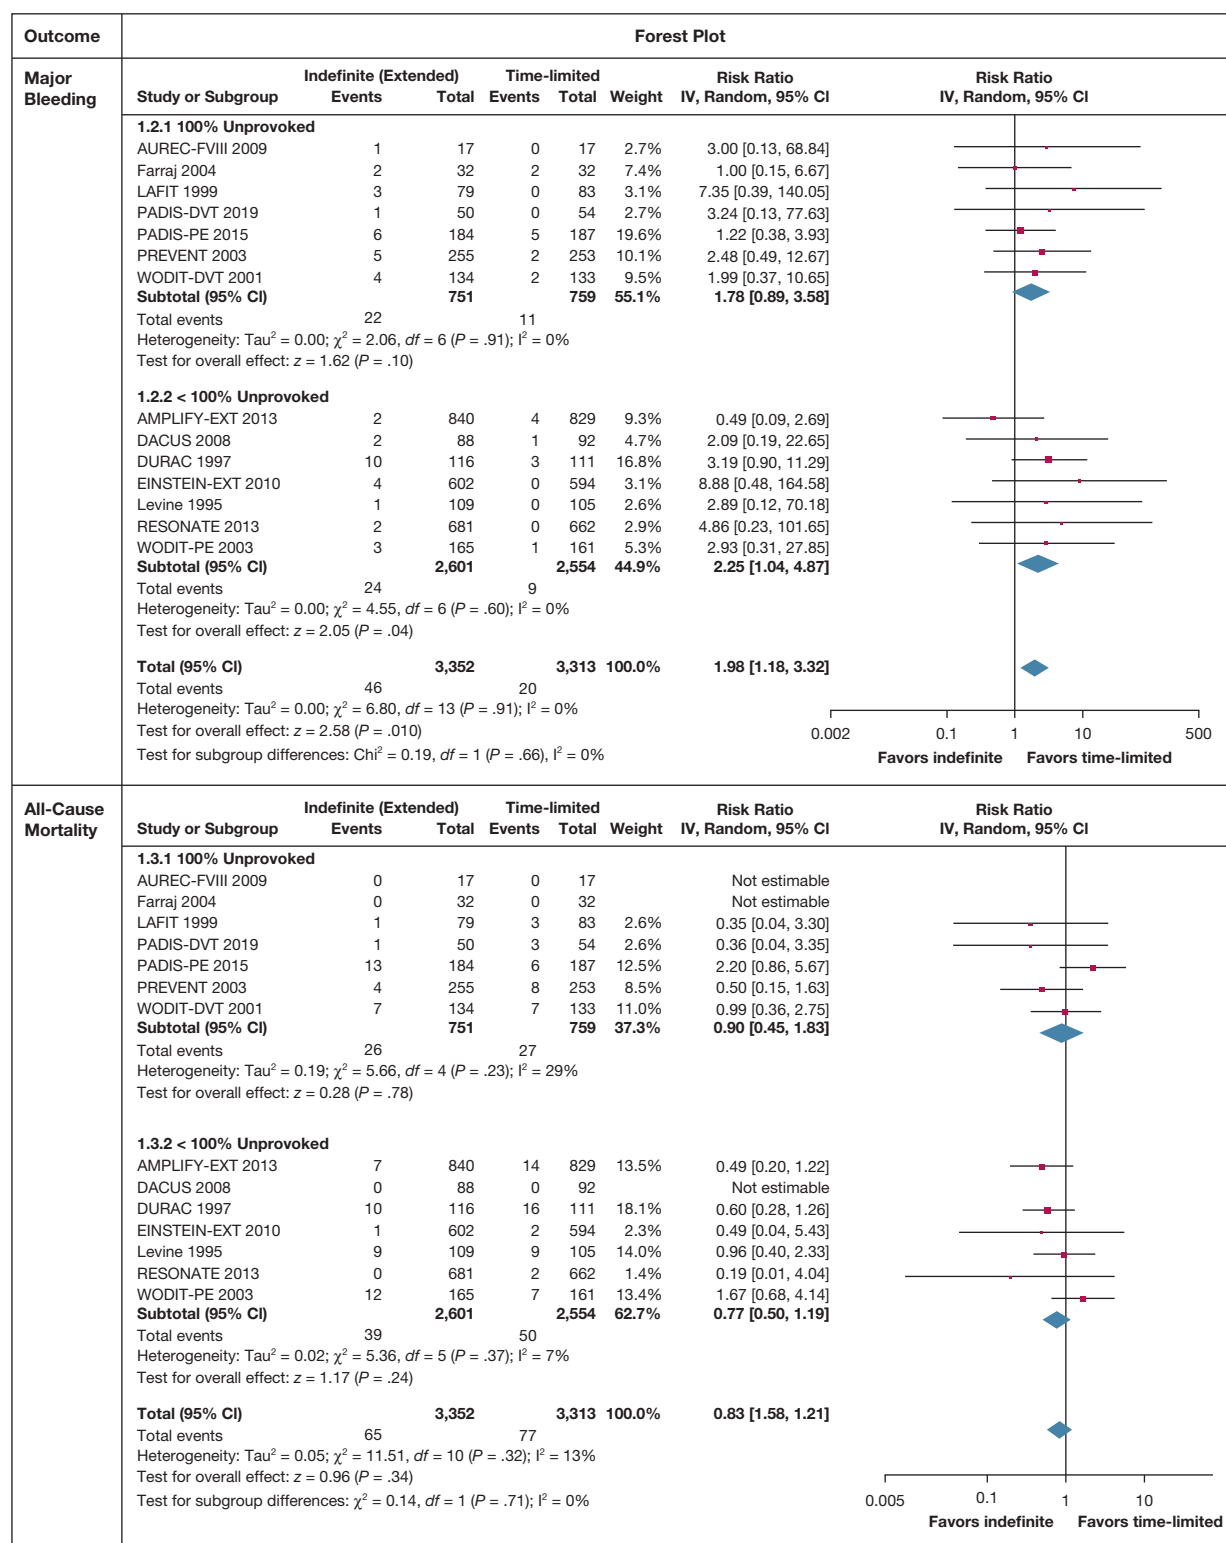 Outcome Forest Plot
Major Bleeding
Indefinite (Extended) Time-limited Risk Ratio Risk Ratio
Study or Subgroup Events Total Events Total Weight IV, Random, 95% CI IV, Random, 95% CI
1.2.1 100% Unprovoked
AUREC-FVIII 2009 1 17 0 17 2.7% 3.00 [0.13, 68.84]
Farraj 2004 2 32 2 32 7.4% 1.00 [0.15, 6.67]
LAFIT 1999 3 79 0 83 3.1% 7.35 [0.39, 140.05]
PADIS-DVT 2019 1 50 0 54 2.7% 3.24 [0.13, 77.63]
PADIS-PE 2015 6 184 5 187 19.6% 1.22 [0.38, 3.93]
PREVENT 2003 5 255 2 253 10.1% 2.48 [0.49, 12.67]
WODIT-DVT 2001 4 134 2 133 9.5% 1.99 [0.37, 10.65]
Subtotal (95% CI) 751 759 55.1% 1.78 [0.89, 3.58]
Total events 22 11
Heterogeneity: Tau² = 0.00; χ² = 2.06, df = 6 (P = .91); I² = 0%
Test for overall effect: z = 1.62 (P = .10)
1.2.2 < 100% Unprovoked
AMPLIFY-EXT 2013 2 840 4 829 9.3% 0.49 [0.09, 2.69]
DACUS 2008 2 88 1 92 4.7% 2.09 [0.19, 22.65]
DURAC 1997 10 116 3 111 16.8% 3.19 [0.90, 11.29]
EINSTEIN-EXT 2010 4 602 0 594 3.1% 8.88 [0.48, 164.58]
Levine 1995 1 109 0 105 2.6% 2.89 [0.12, 70.18]
RESONATE 2013 2 681 0 662 2.9% 4.86 [0.23, 101.65]
WODIT-PE 2003 3 165 1 161 5.3% 2.93 [0.31, 27.85]
Subtotal (95% CI) 2,601 2,554 44.9% 2.25 [1.04, 4.87]
Total events 24 9
Heterogeneity: Tau² = 0.00; χ² = 4.55, df = 6 (P = .60); I² = 0%
Test for overall effect: z = 2.05 (P = .04)
Total (95% CI) 3,352 3,313 100.0% 1.98 [1.18, 3.32]
Total events 46 20
Heterogeneity: Tau² = 0.00; χ² = 6.80, df = 13 (P = .91); I² = 0%
Test for overall effect: z = 2.58 (P = .010)
Test for subgroup differences: Chi² = 0.19, df = 1 (P = .66), I² = 0%
0.002 0.1 1 10 500
Favors indefinite Favors time-limited
All-Cause Mortality
Indefinite (Extended) Time-limited Risk Ratio Risk Ratio
Study or Subgroup Events Total Events Total Weight IV, Random, 95% CI IV, Random, 95% CI
1.3.1 100% Unprovoked
AUREC-FVIII 2009 0 17 0 17 Not estimable
Farraj 2004 0 32 0 32 Not estimable
LAFIT 1999 1 79 3 83 2.6% 0.35 [0.04, 3.30]
PADIS-DVT 2019 1 50 3 54 2.6% 0.36 [0.04, 3.35]
PADIS-PE 2015 13 184 6 187 12.5% 2.20 [0.86, 5.67]
PREVENT 2003 4 255 8 253 8.5% 0.50 [0.15, 1.63]
WODIT-DVT 2001 7 134 7 133 11.0% 0.99 [0.36, 2.75]
Subtotal (95% CI) 751 759 37.3% 0.90 [0.45, 1.83]
Total events 26 27
Heterogeneity: Tau² = 0.19; χ² = 5.66, df = 4 (P = .23); I² = 29%
Test for overall effect: z = 0.28 (P = .78)
1.3.2 < 100% Unprovoked
AMPLIFY-EXT 2013 7 840 14 829 13.5% 0.49 [0.20, 1.22]
DACUS 2008 0 88 0 92 Not estimable
DURAC 1997 10 116 16 111 18.1% 0.60 [0.28, 1.26]
EINSTEIN-EXT 2010 1 602 2 594 2.3% 0.49 [0.04, 5.43]
Levine 1995 9 109 9 105 14.0% 0.96 [0.40, 2.33]
RESONATE 2013 0 681 2 662 1.4% 0.19 [0.01, 4.04]
WODIT-PE 2003 12 165 7 161 13.4% 1.67 [0.68, 4.14]
Subtotal (95% CI) 2,601 2,554 62.7% 0.77 [0.50, 1.19]
Total events 39 50
Heterogeneity: Tau² = 0.02; χ² = 5.36, df = 5 (P = .37); I² = 7%
Test for overall effect: z = 1.17 (P = .24)
Total (95% CI) 3,352 3,313 100.0% 0.83 [1.58, 1.21]
Total events 65 77
Heterogeneity: Tau² = 0.05; χ² = 11.51, df = 10 (P = .32); I² = 13%
Test for overall effect: z = 0.96 (P = .34)
Test for subgroup differences: χ² = 0.14, df = 1 (P = .71); I² = 0%
0.005 0.1 1 10
Favors indefinite Favors time-limited